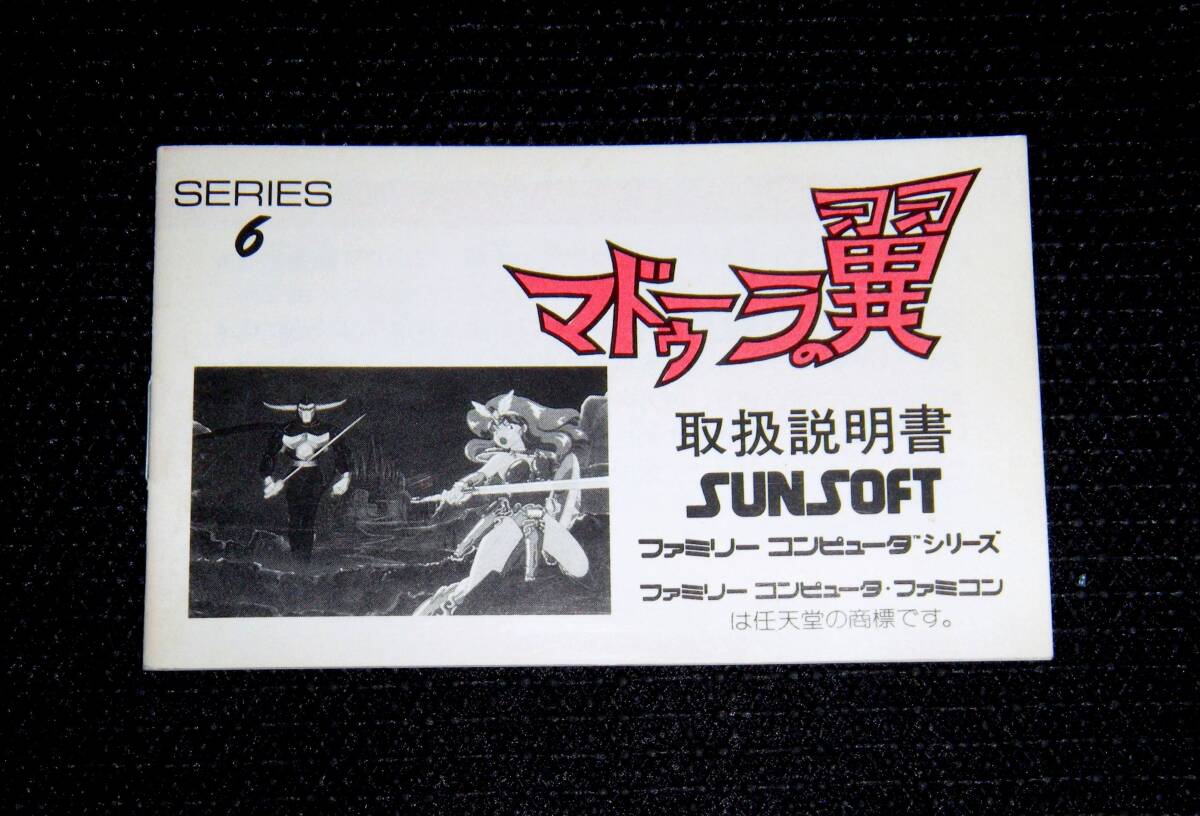 SERIES
6
マドゥーラの翼
取扱説明書
SUNSOFT
ファミリー コンピュータ™シリーズ
ファミリー コンピュータ・ファミコン
は任天堂の商標です。